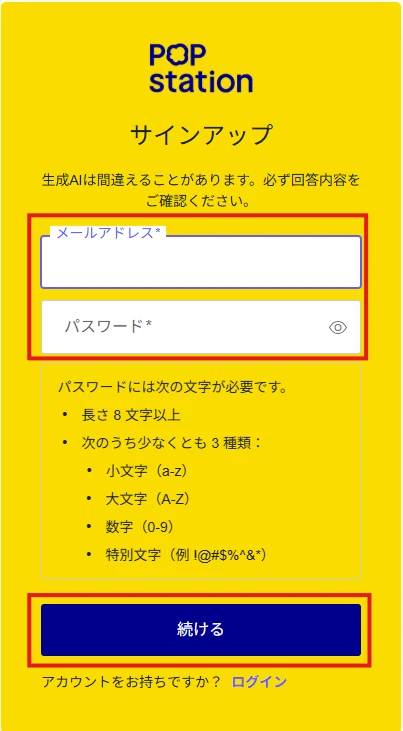 POP
station
サインアップ
生成AIは間違えることがあります。必ず回答内容を
ご確認ください。
メールアドレス*
パスワード*
パスワードには次の文字が必要です。
• 長さ 8 文字以上
• 次のうち少なくとも 3 種類：
• 小文字（a-z）
• 大文字（A-Z）
• 数字（0-9）
• 特別文字（例 !@#$%^&*）
続ける
アカウントをお持ちですか？ ログイン